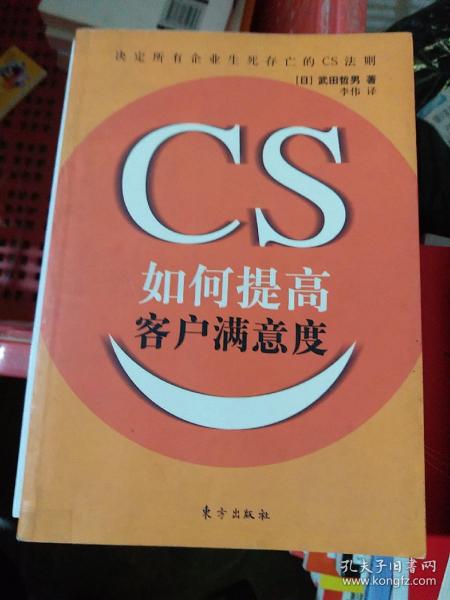 决定所有企业生死存亡的CS法则
[日] 武田哲男 著
李伟 译
CS
如何提高
客户满意度
东方出版社
孔夫子旧书网
www.kongfz.com